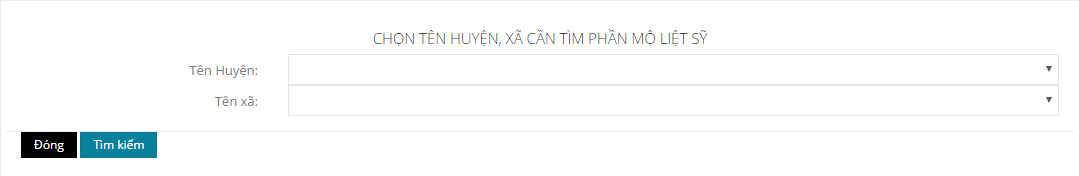 CHỌN TÊN HUYỆN, XÃ CẦN TÌM PHẦN MỘ LIỆT SỸ
Tên Huyện:
Tên xã:
Đóng Tìm kiếm